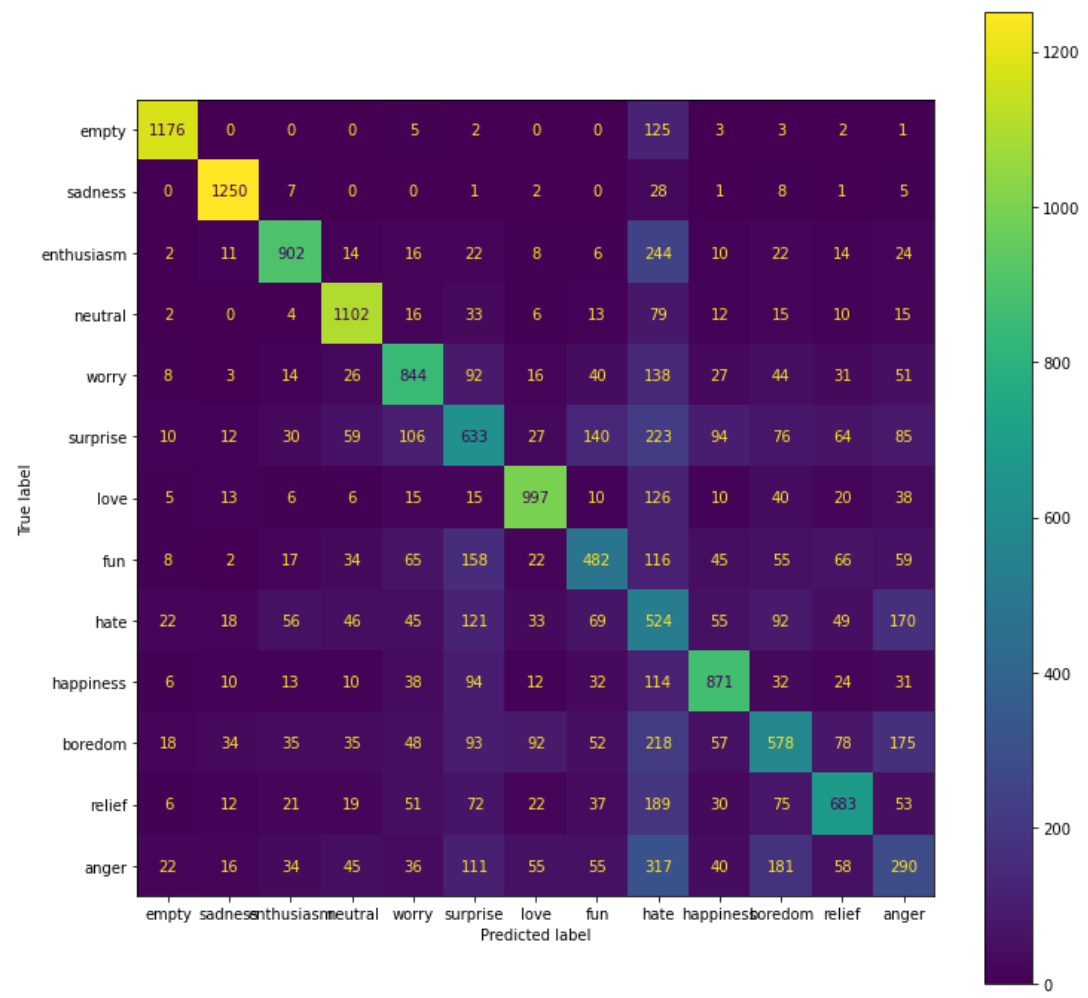 1200
empty 1176 0 0 0 5 2 0 0 125 3 3 2 1
sadness 0 1250 7 0 0 1 2 0 28 1 8 1 5
1000
enthusiasm 2 11 902 14 16 22 8 6 244 10 22 14 24
neutral 2 0 4 1102 16 33 6 13 79 12 15 10 15
800
worry 8 3 14 26 844 92 16 40 138 27 44 31 51
surprise 10 12 30 59 106 633 27 140 223 94 76 64 85
True label
600
love 5 13 6 6 15 15 997 10 126 10 40 20 38
fun 8 2 17 34 65 158 22 482 116 45 55 66 59
hate 22 18 56 46 45 121 33 69 524 55 92 49 170
400
happiness 6 10 13 10 38 94 12 32 114 871 32 24 31
boredom 18 34 35 35 48 93 92 52 218 57 578 78 175
relief 6 12 21 19 51 72 22 37 189 30 75 683 53
200
anger 22 16 34 45 36 111 55 55 317 40 181 58 290
empty sadness enthusiasm neutral worry surprise love fun hate happiness boredom relief anger
Predicted label
0